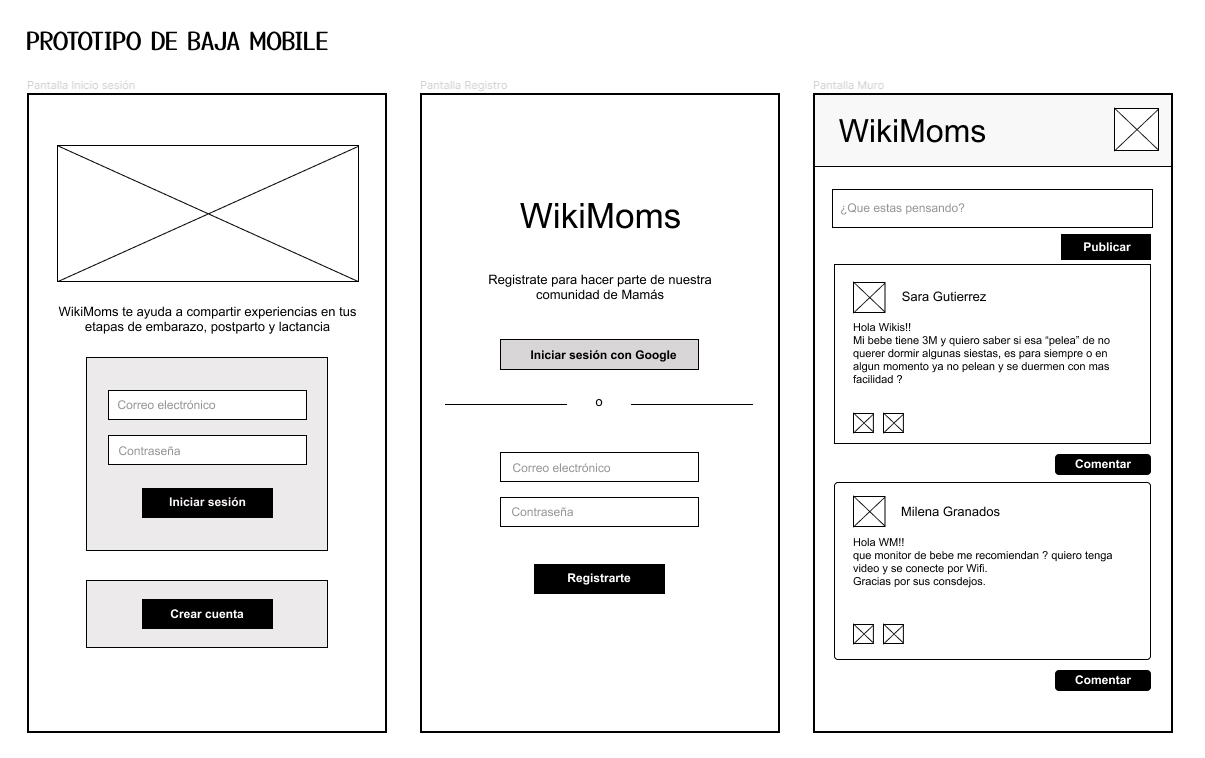 PROTOTIPO DE BAJA MOBILE
Pantalla Inicio sesión
WikiMoms te ayuda a compartir experiencias en tus
etapas de embarazo, postparto y lactancia
Correo electrónico
Contraseña
Iniciar sesión
Crear cuenta
Pantalla Registro
WikiMoms
Registrate para hacer parte de nuestra
comunidad de Mamás
Iniciar sesión con Google
o
Correo electrónico
Contraseña
Registrarte
Pantalla Muro
WikiMoms
¿Que estas pensando?
Publicar
Sara Gutierrez
Hola Wikis!!
Mi bebe tiene 3M y quiero saber si esa “pelea” de no
querer dormir algunas siestas, es para siempre o en
algun momento ya no pelean y se duermen con mas
facilidad ?
Comentar
Milena Granados
Hola WM!!
que monitor de bebe me recomiendan ? quiero tenga
video y se conecte por Wifi.
Gracias por sus consdejos.
Comentar